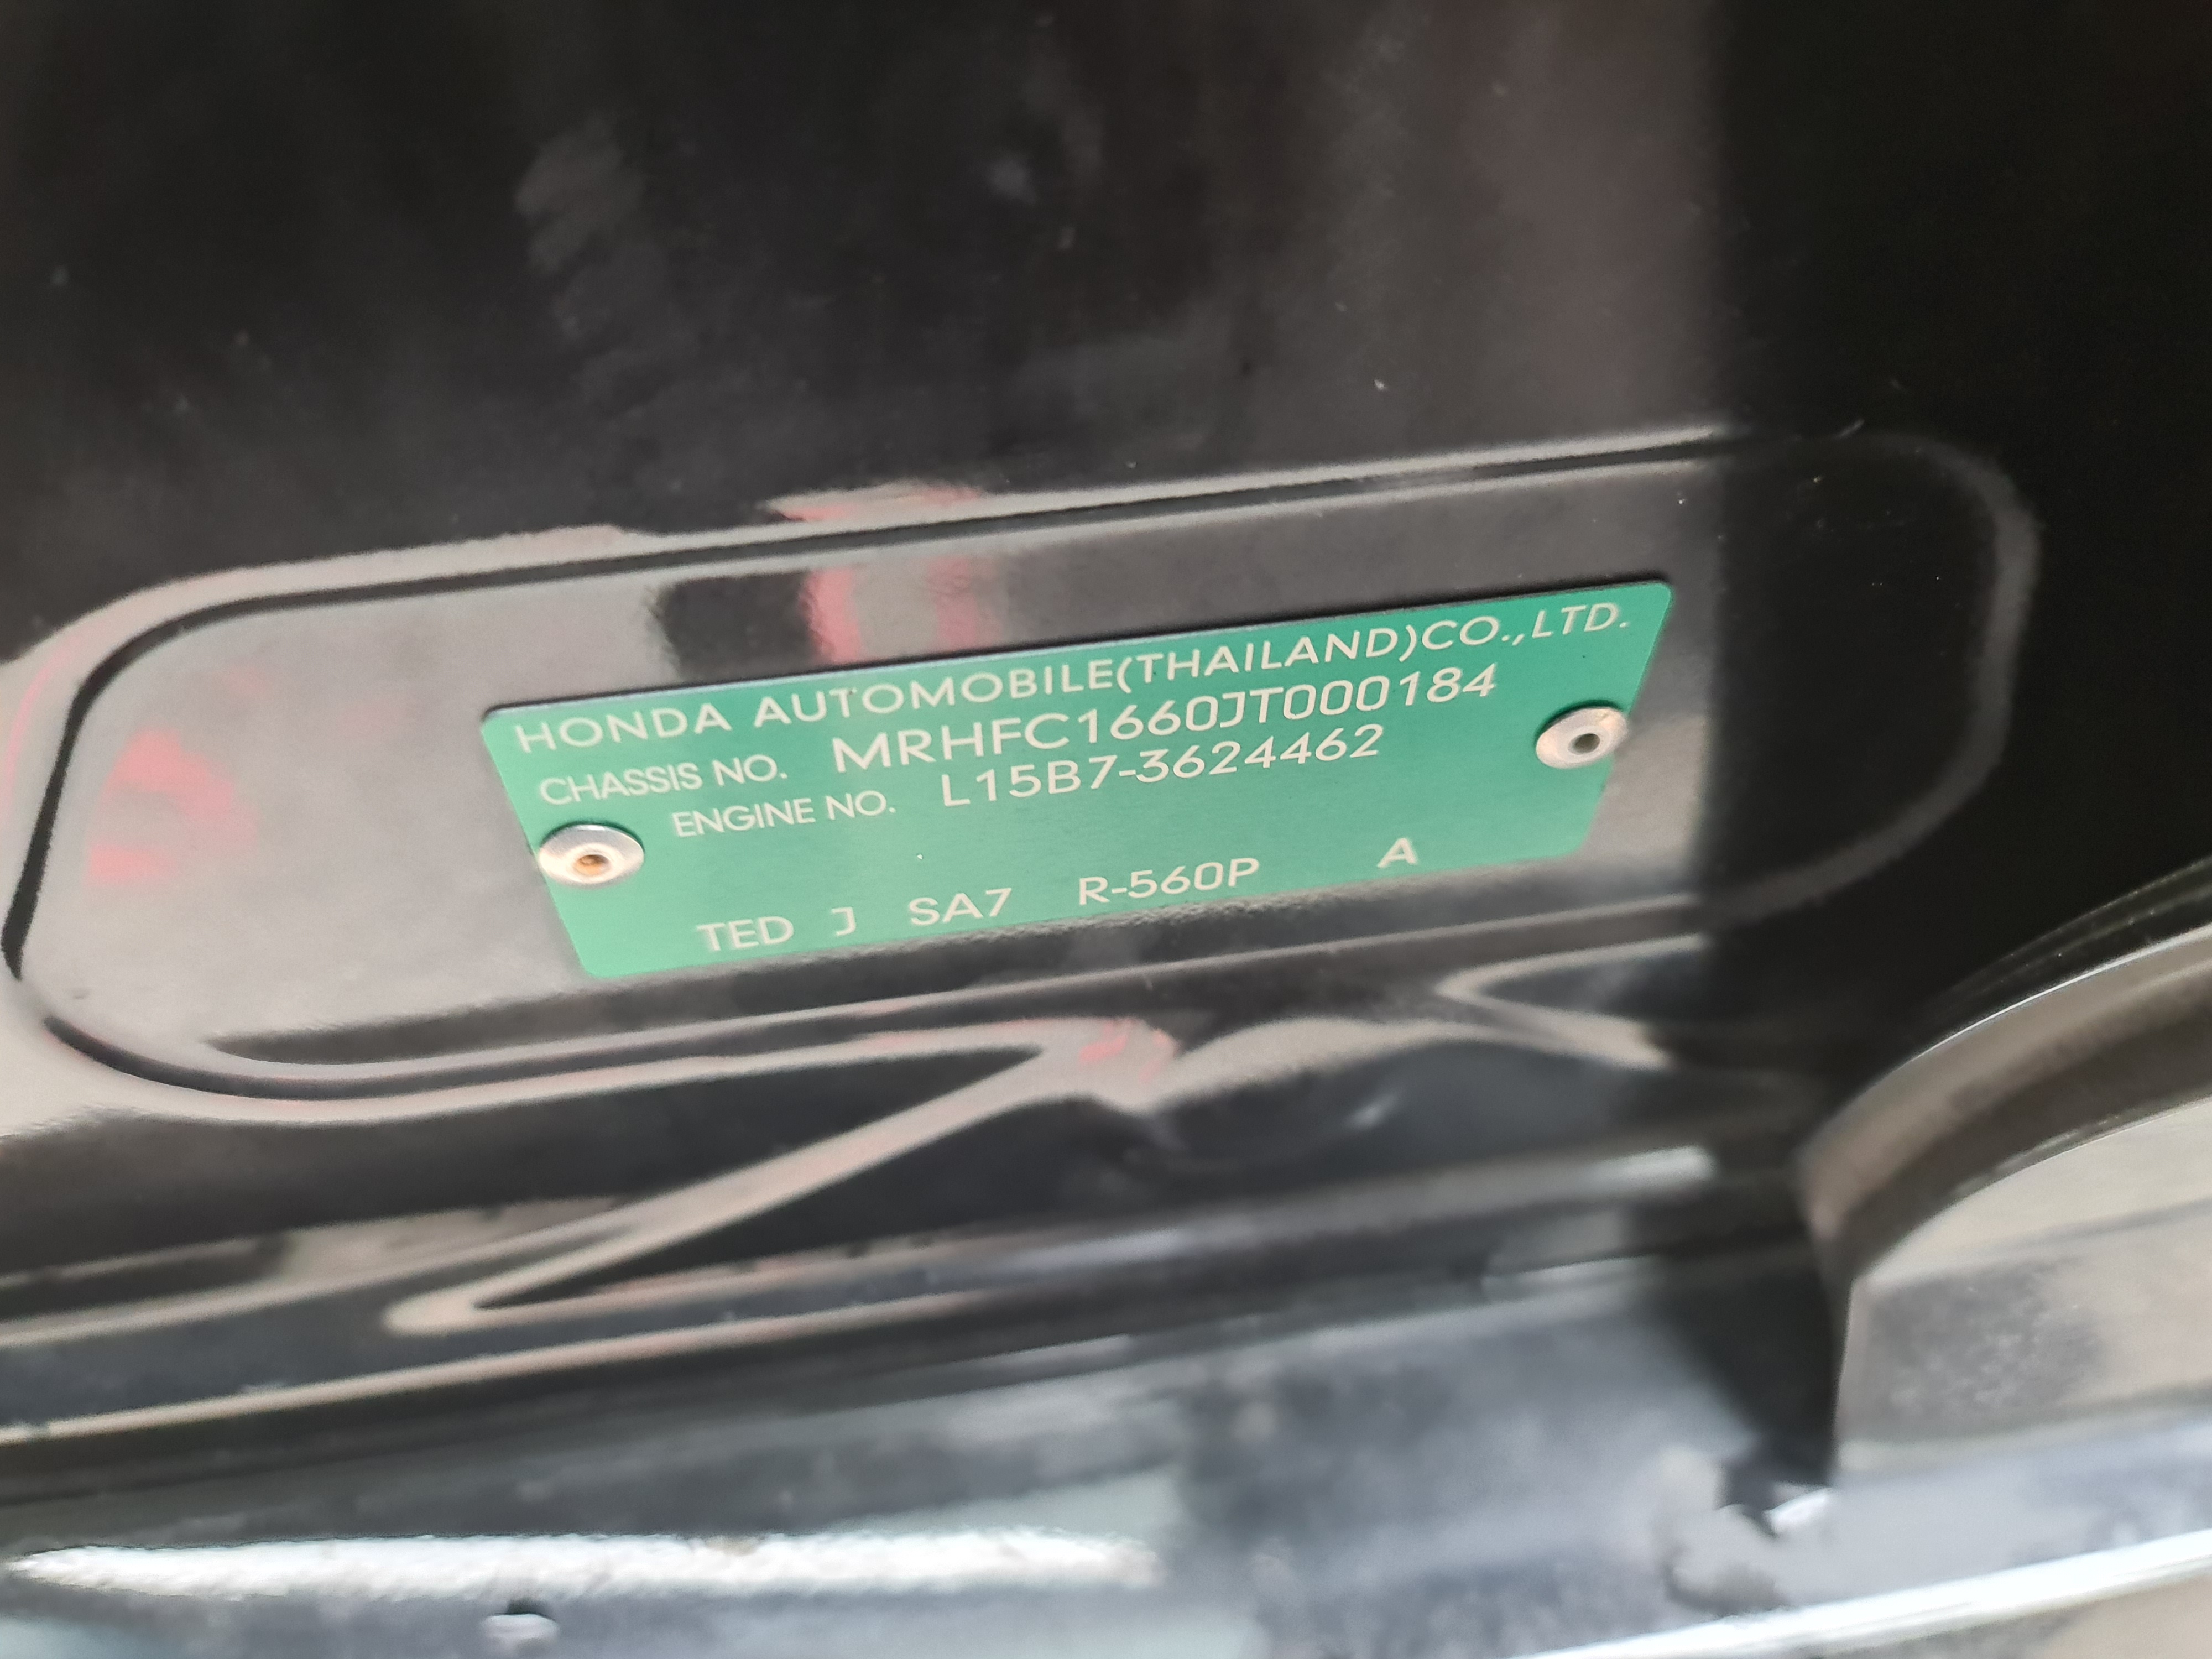 HONDA AUTOMOBILE(THAILAND)CO.,LTD.
CHASSIS NO. MRHFC1660JT000184
ENGINE NO. L15B7-3624462
TED J SA7 R-560P A